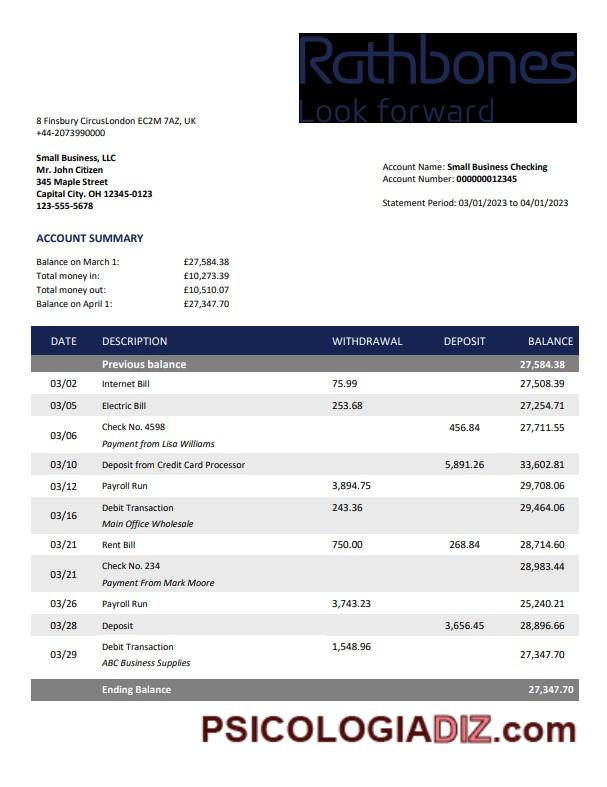 Rathbones
Look forward
8 Finsbury CircusLondon EC2M 7AZ, UK
+44-2073990000
Small Business, LLC
Mr. John Citizen
345 Maple Street
Capital City. OH 12345-0123
123-555-5678
Account Name: Small Business Checking
Account Number: 000000012345
Statement Period: 03/01/2023 to 04/01/2023
ACCOUNT SUMMARY
Balance on March 1: £27,584.38
Total money in: £10,273.39
Total money out: £10,510.07
Balance on April 1: £27,347.70
DATE DESCRIPTION WITHDRAWAL DEPOSIT BALANCE
Previous balance 27,584.38
03/02 Internet Bill 75.99 27,508.39
03/05 Electric Bill 253.68 27,254.71
03/06 Check No. 4598 456.84 27,711.55
Payment from Lisa Williams
03/10 Deposit from Credit Card Processor 5,891.26 33,602.81
03/12 Payroll Run 3,894.75 29,708.06
03/16 Debit Transaction 243.36 29,464.06
Main Office Wholesale
03/21 Rent Bill 750.00 268.84 28,714.60
03/21 Check No. 234 28,983.44
Payment From Mark Moore
03/26 Payroll Run 3,743.23 25,240.21
03/28 Deposit 3,656.45 28,896.66
03/29 Debit Transaction 1,548.96 27,347.70
ABC Business Supplies
Ending Balance 27,347.70
PSICOLOGIADIZ.com